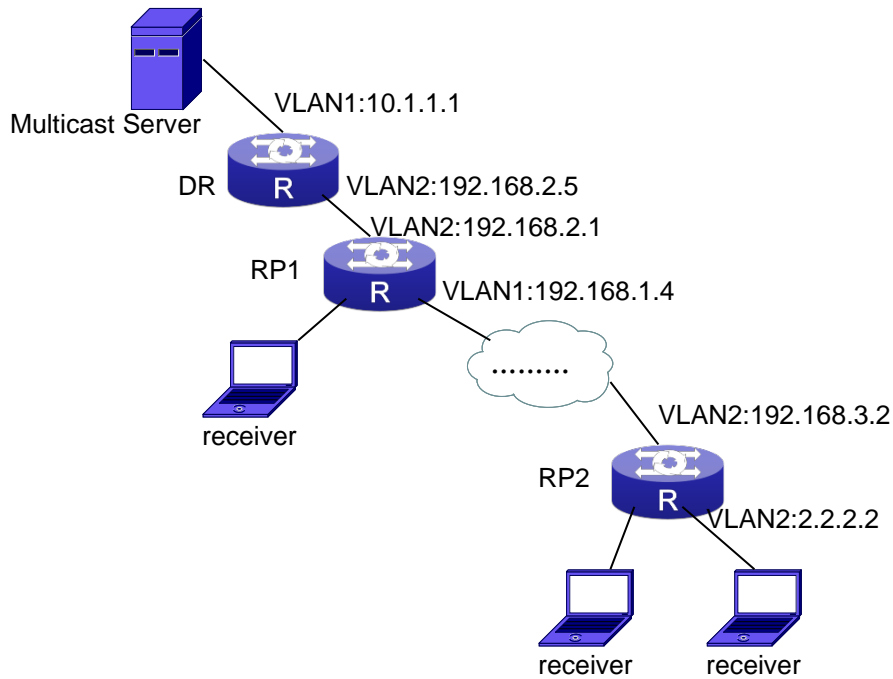 Multicast Server
VLAN1:10.1.1.1
DR
R
VLAN2:192.168.2.5
VLAN2:192.168.2.1
RP1
R
VLAN1:192.168.1.4
.........
receiver
VLAN2:192.168.3.2
RP2
R
VLAN2:2.2.2.2
receiver
receiver